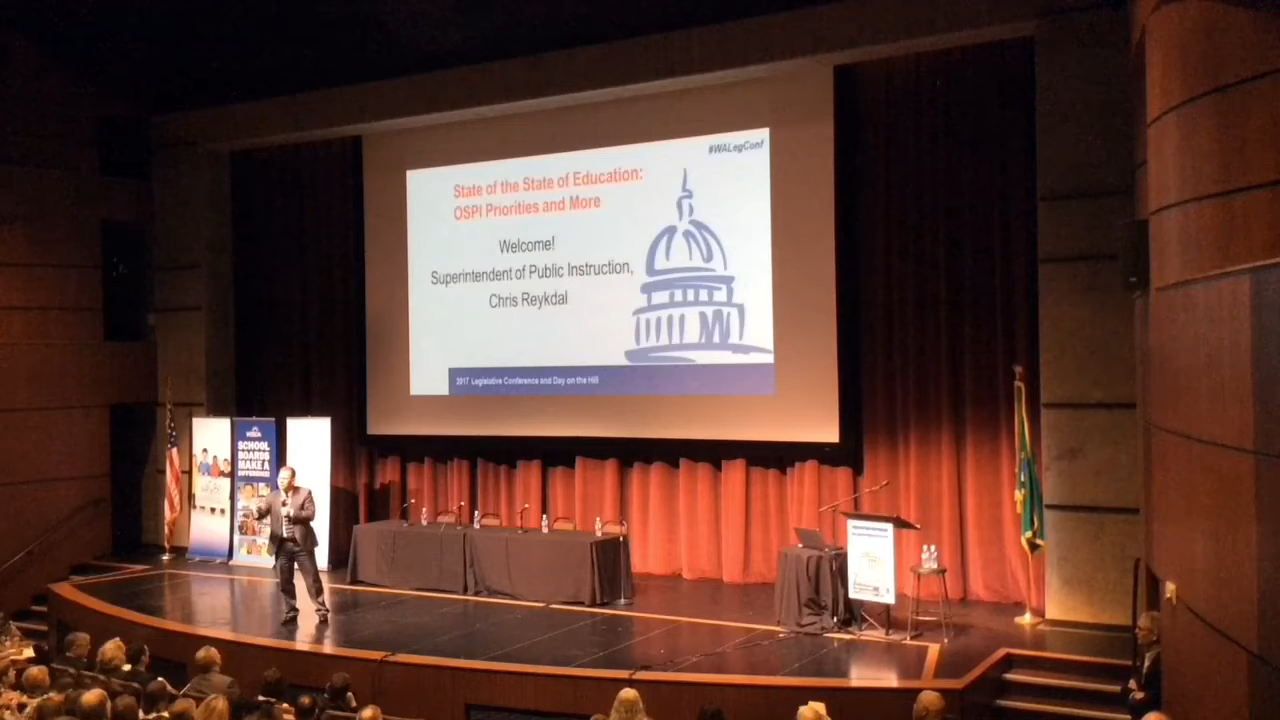 #WALegConf
State of the State of Education:
OSPI Priorities and More
Welcome!
Superintendent of Public Instruction,
Chris Reykdal
2017 Legislative Conference and Day on the Hill
SCHOOL
BOARDS
MAKE A
DIFFERENCE!